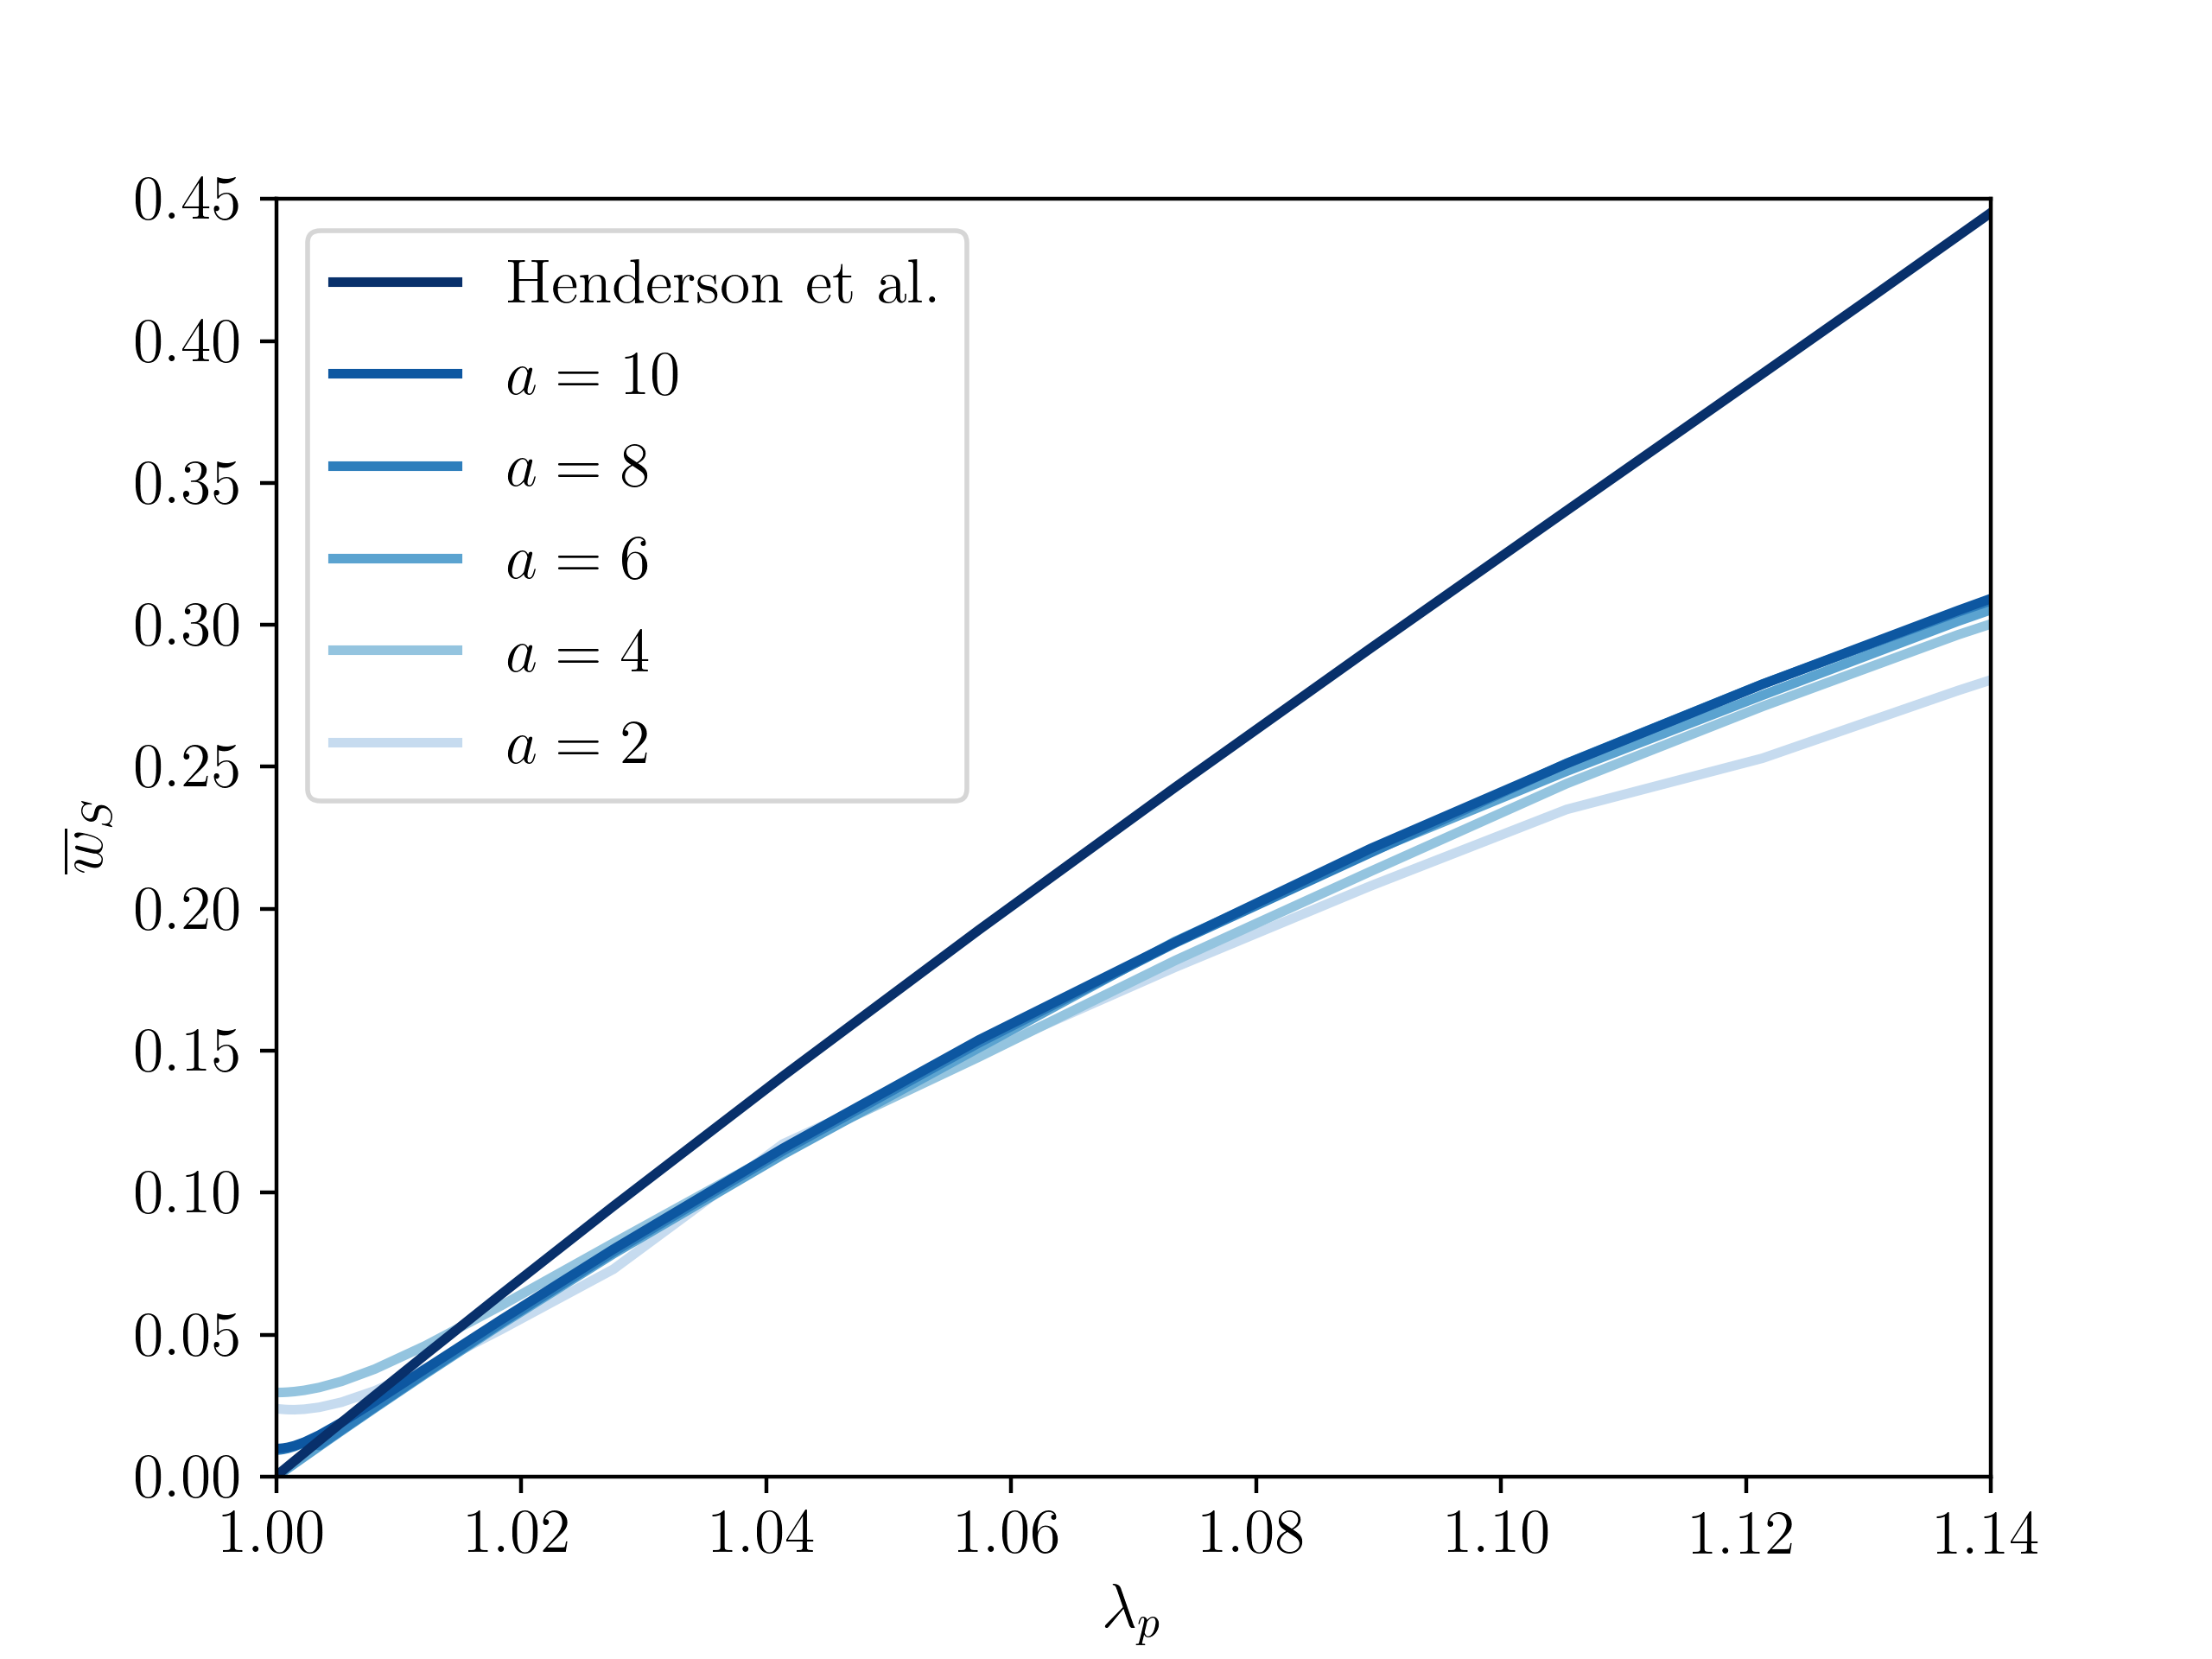 0.45
0.40
0.35
0.30
0.25
0.20
0.15
0.10
0.05
0.00
w̅_s
Henderson et al.
a = 10
a = 8
a = 6
a = 4
a = 2
1.00 1.02 1.04 1.06 1.08 1.10 1.12 1.14
λ_p